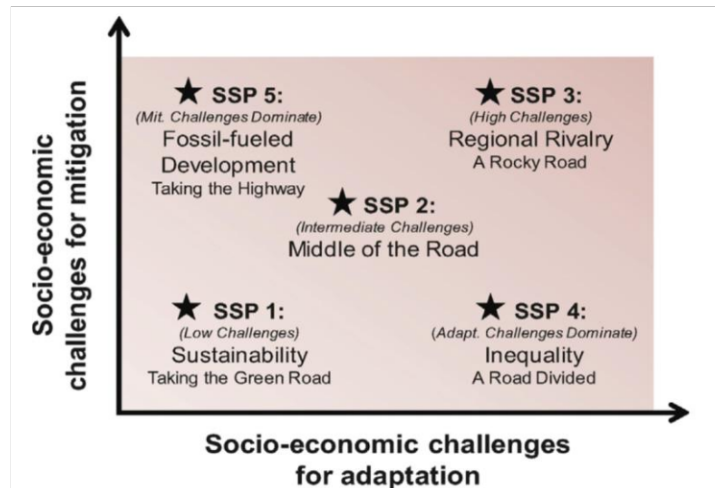 Socio-economic
challenges for mitigation
SSP 5:
(Mit. Challenges Dominate)
Fossil-fueled
Development
Taking the Highway
SSP 3:
(High Challenges)
Regional Rivalry
A Rocky Road
SSP 2:
(Intermediate Challenges)
Middle of the Road
SSP 1:
(Low Challenges)
Sustainability
Taking the Green Road
SSP 4:
(Adapt. Challenges Dominate)
Inequality
A Road Divided
Socio-economic challenges
for adaptation